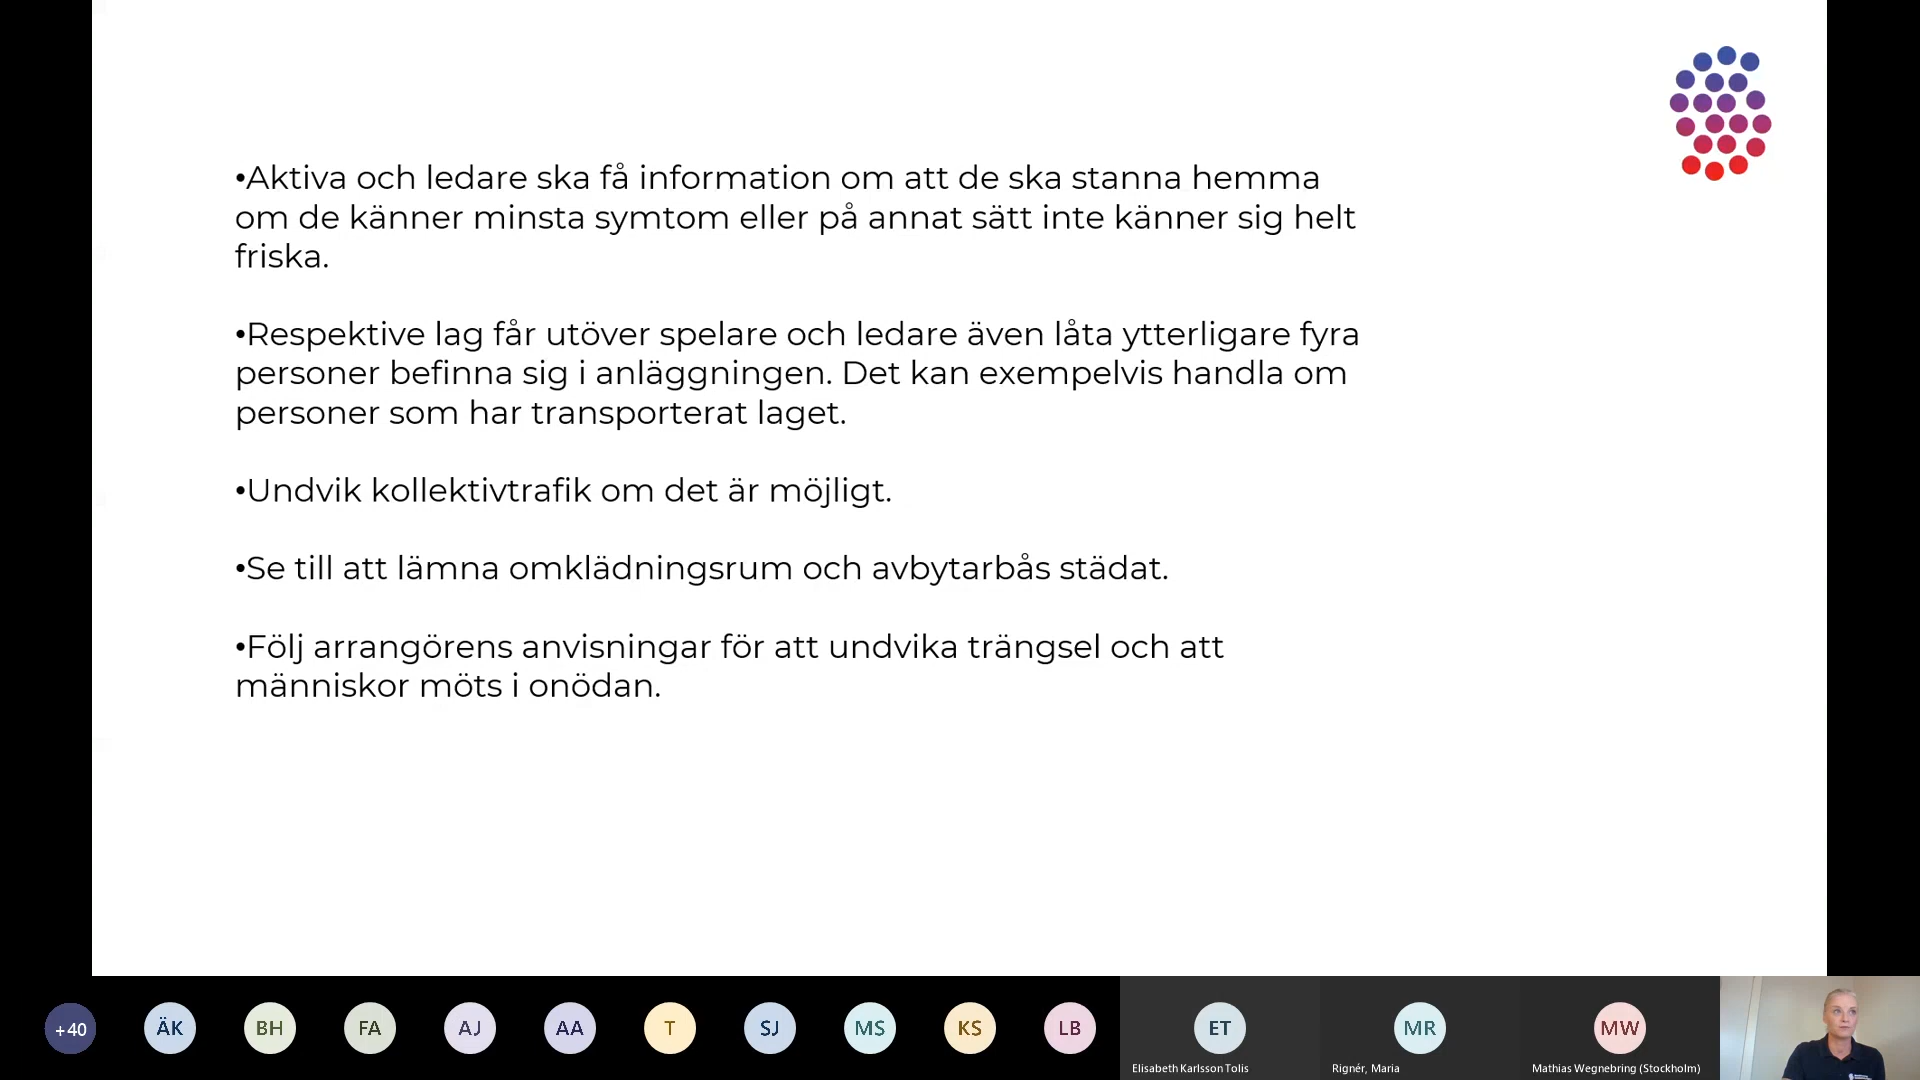 •Aktiva och ledare ska få information om att de ska stanna hemma
om de känner minsta symtom eller på annat sätt inte känner sig helt
friska.
•Respektive lag får utöver spelare och ledare även låta ytterligare fyra
personer befinna sig i anläggningen. Det kan exempelvis handla om
personer som har transporterat laget.
•Undvik kollektivtrafik om det är möjligt.
•Se till att lämna omklädningsrum och avbytarbås städat.
•Följ arrangörens anvisningar för att undvika trängsel och att
människor möts i onödan.
+40 ÄK BH FA AJ AA T SJ MS KS LB ET MR MW
Elisabeth Karlsson Tolis Rignér, Maria Mathias Wegnebring (Stockholm)